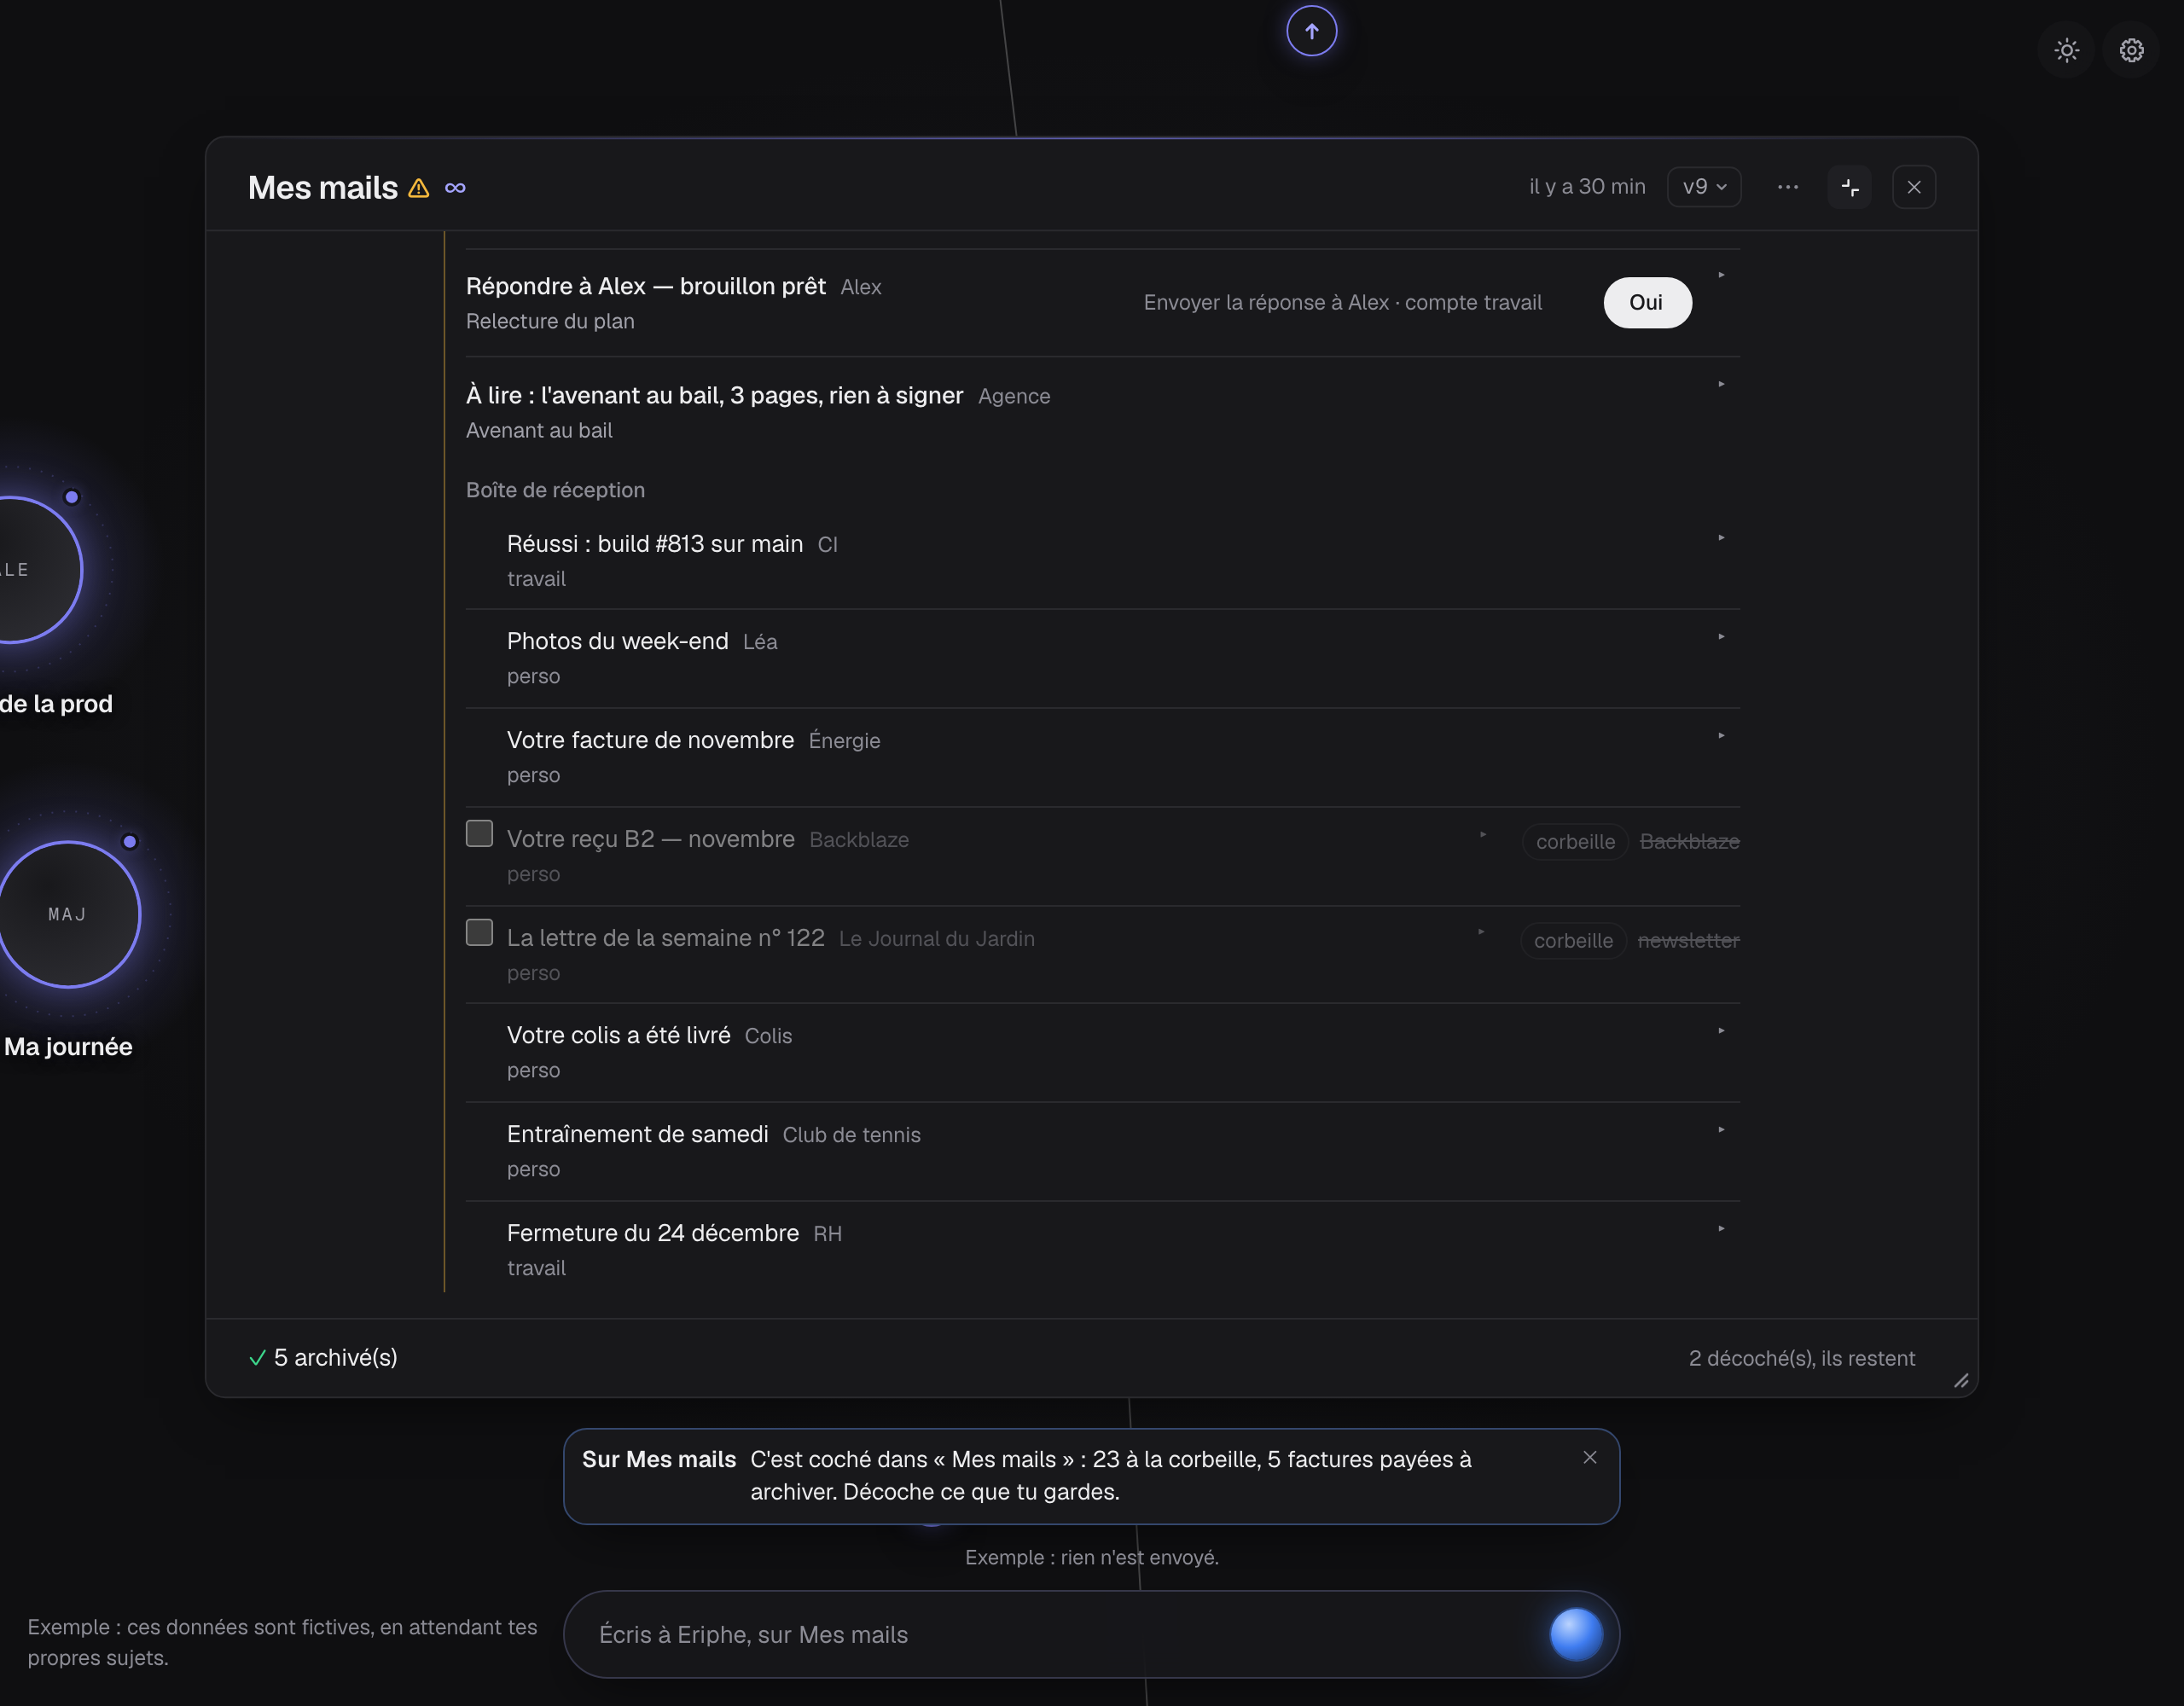 Mes mails
il y a 30 min
v9
Répondre à Alex — brouillon prêt Alex
Relecture du plan
Envoyer la réponse à Alex · compte travail
Oui
À lire : l'avenant au bail, 3 pages, rien à signer Agence
Avenant au bail
Boîte de réception
Réussi : build #813 sur main CI
travail
Photos du week-end Léa
perso
Votre facture de novembre Énergie
perso
Votre reçu B2 — novembre Backblaze
perso
corbeille Backblaze
La lettre de la semaine n° 122 Le Journal du Jardin
perso
corbeille newsletter
Votre colis a été livré Colis
perso
Entraînement de samedi Club de tennis
perso
Fermeture du 24 décembre RH
travail
5 archivé(s)
2 décoché(s), ils restent
de la prod
MAJ
Ma journée
Sur Mes mails C'est coché dans « Mes mails » : 23 à la corbeille, 5 factures payées à
archiver. Décoche ce que tu gardes.
Exemple : rien n'est envoyé.
Écris à Eriphe, sur Mes mails
Exemple : ces données sont fictives, en attendant tes
propres sujets.